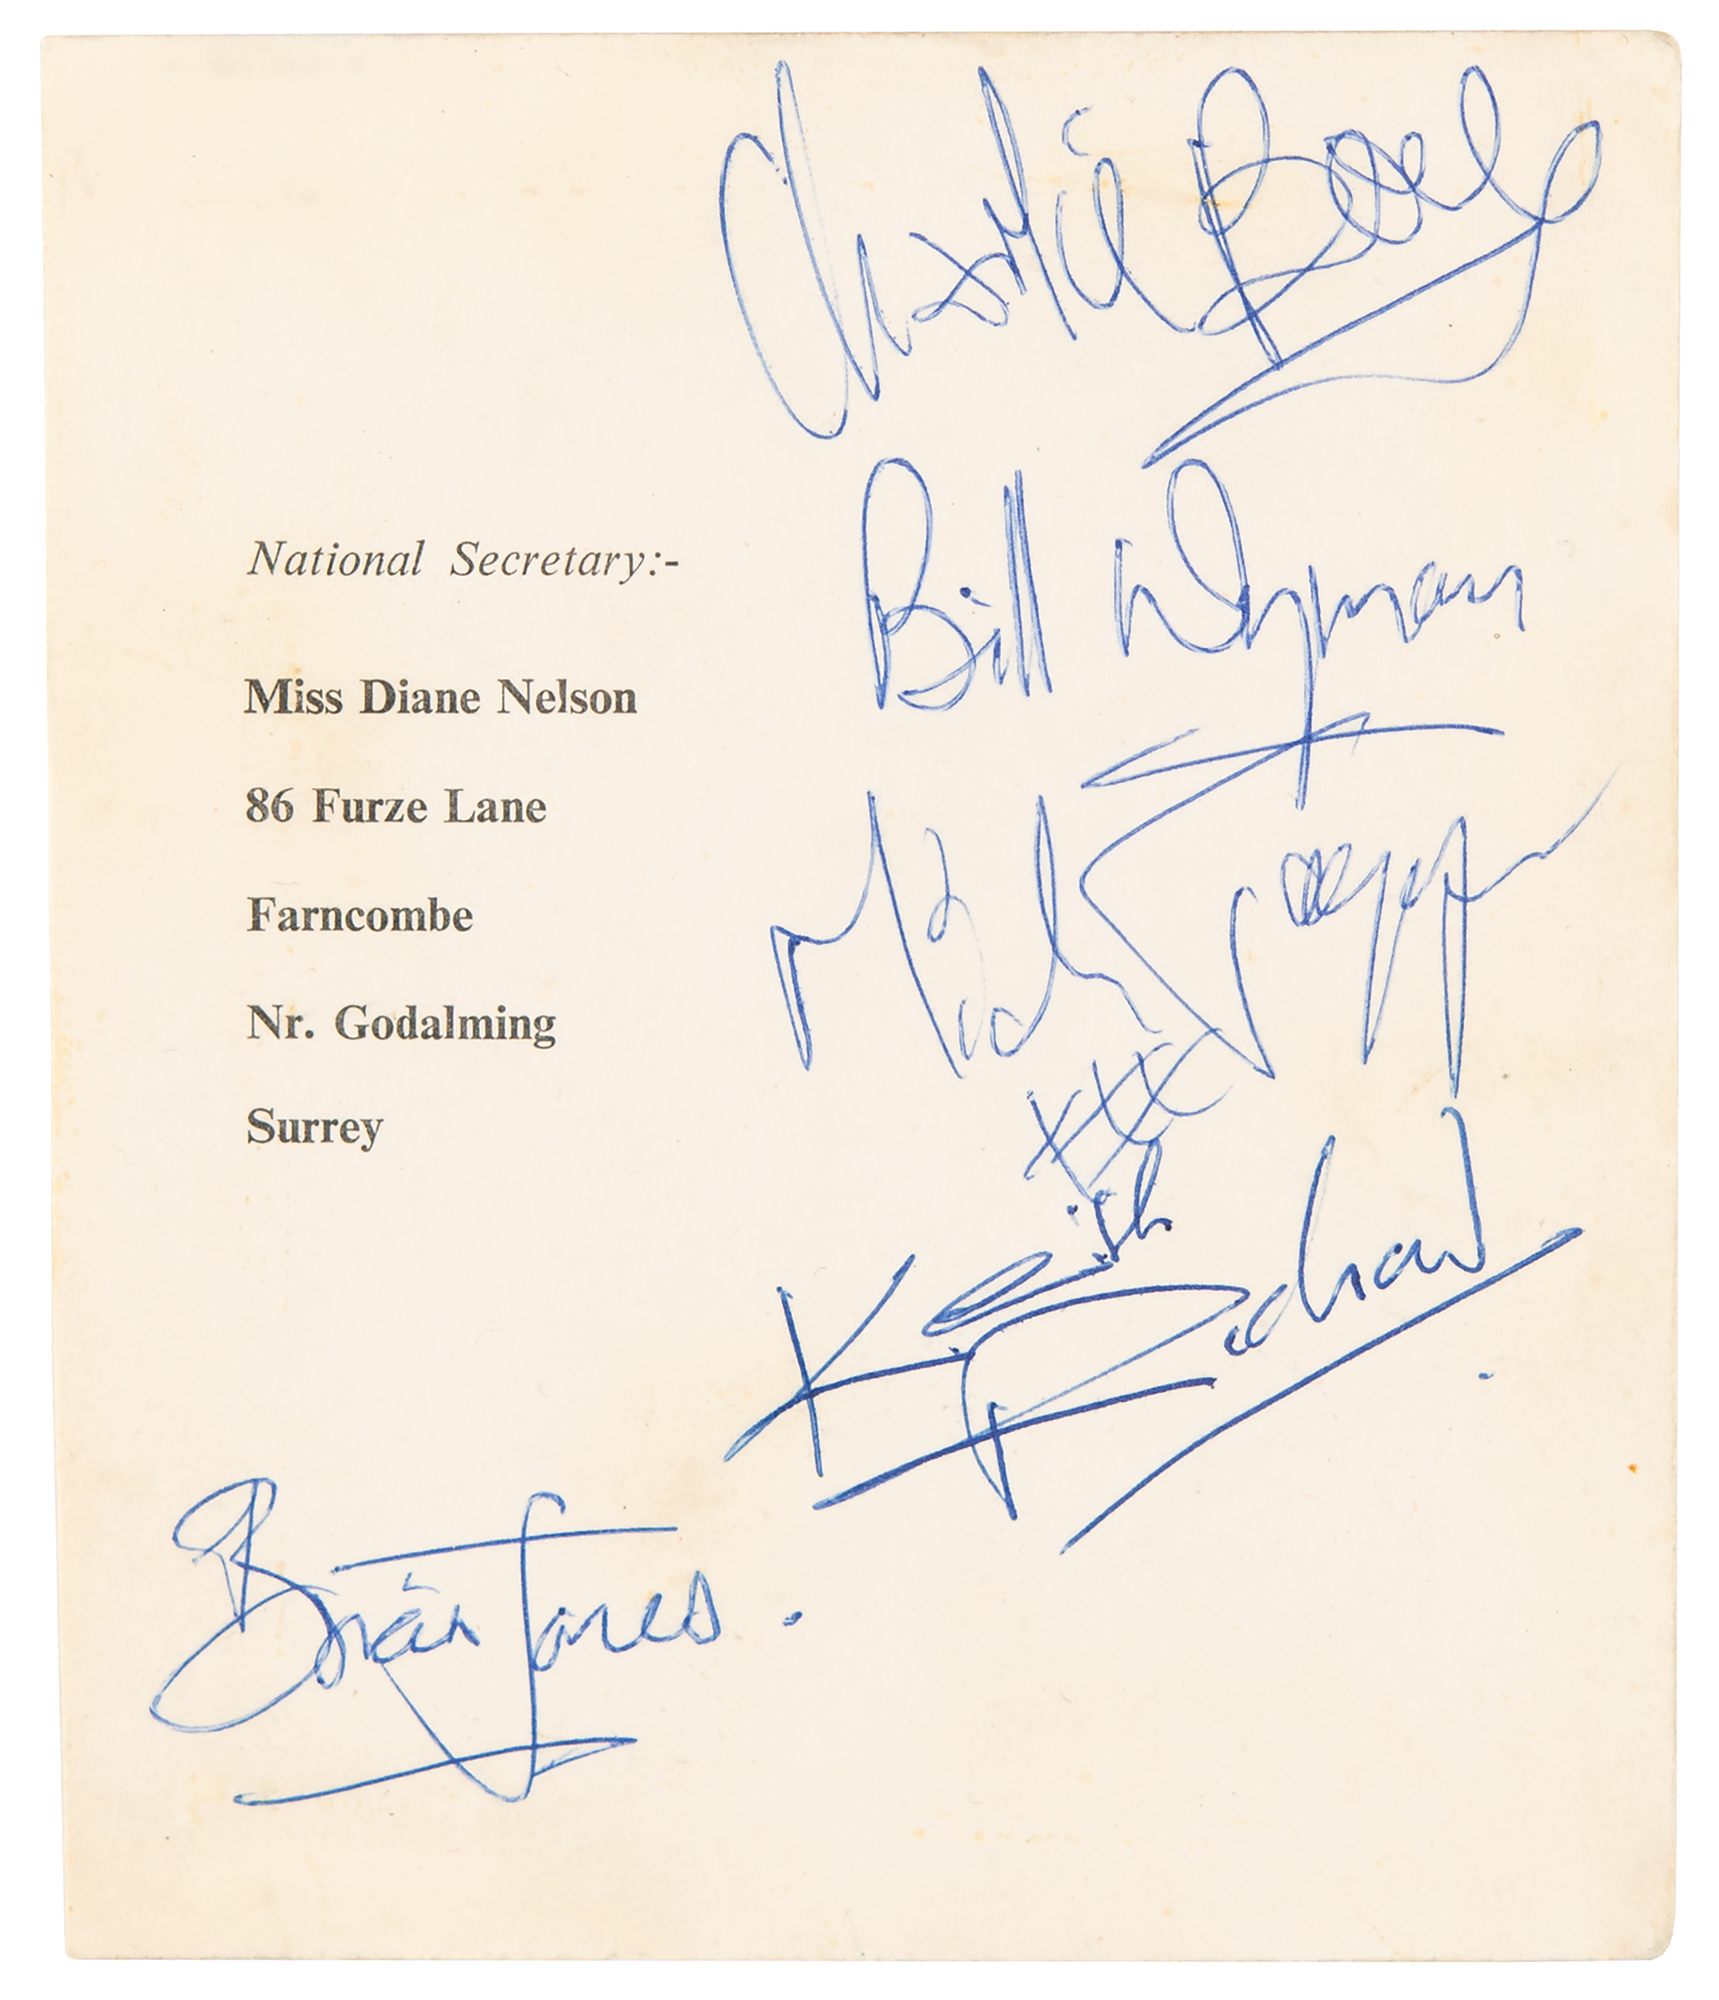 Charlie
National Secretary:-
Miss Diane Nelson
86 Furze Lane
Farncombe
Nr. Godalming
Surrey
Bill Wyman
Mick Jagger
xxx
Keith Richard
Brian Jones.